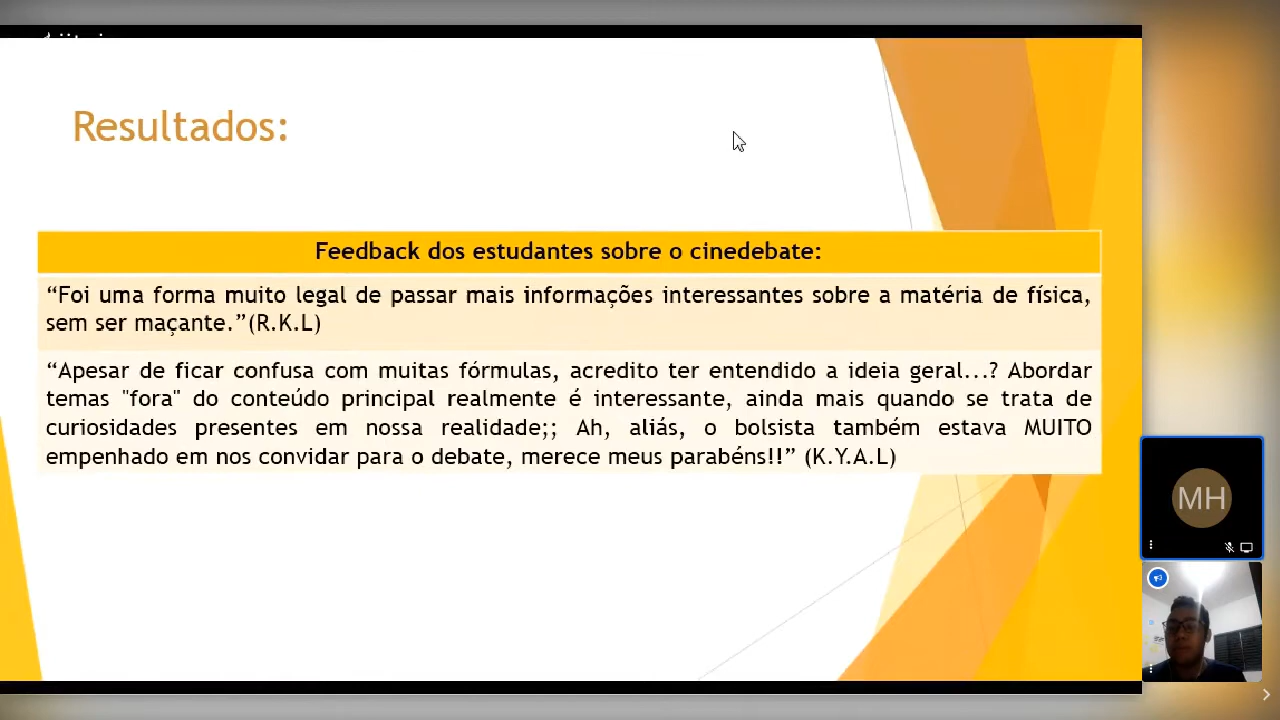 Resultados:
Feedback dos estudantes sobre o cinedebate:
“Foi uma forma muito legal de passar mais informações interessantes sobre a matéria de física,
sem ser maçante.”(R.K.L)
“Apesar de ficar confusa com muitas fórmulas, acredito ter entendido a ideia geral...? Abordar
temas "fora" do conteúdo principal realmente é interessante, ainda mais quando se trata de
curiosidades presentes em nossa realidade;; Ah, aliás, o bolsista também estava MUITO
empenhado em nos convidar para o debate, merece meus parabéns!!” (K.Y.A.L)
MH